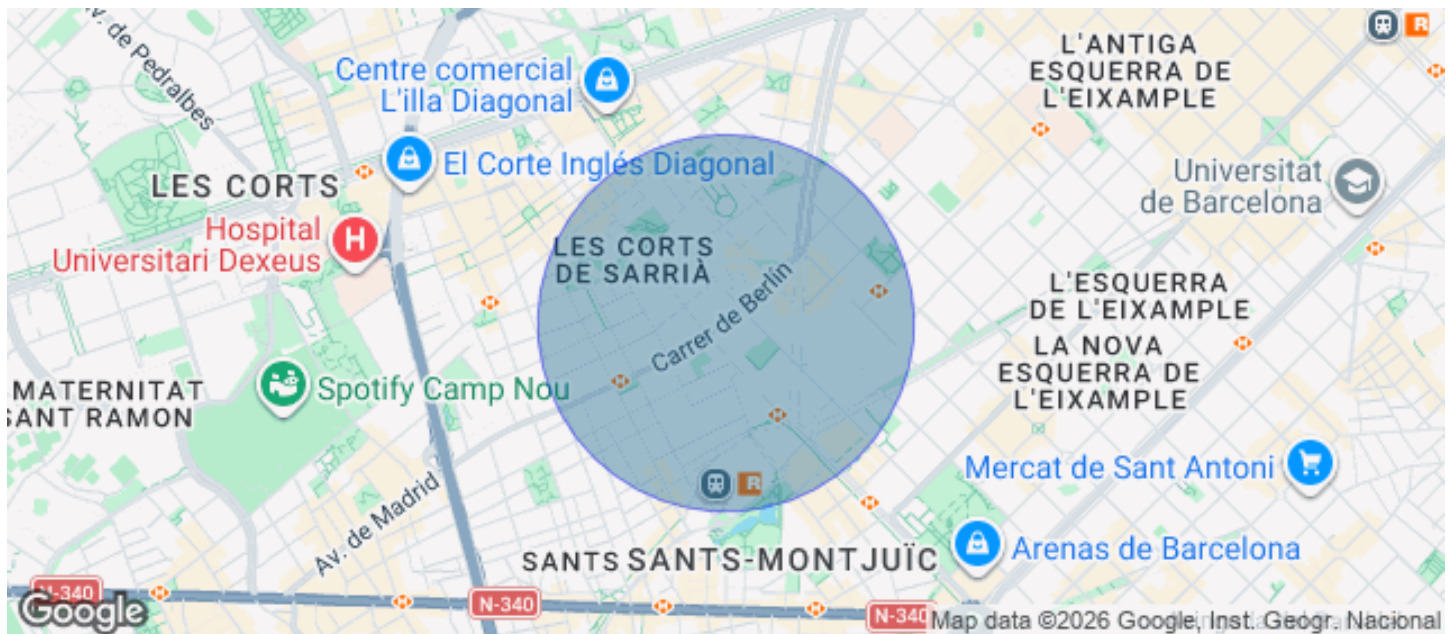 Av. de Pedralbes
Centre comercial
L'illa Diagonal
R
L'ANTIGA
ESQUERRA DE
L'EIXAMPLE
El Corte Inglés Diagonal
LES CORTS
Universitat
de Barcelona
Hospital
Universitari Dexeus
H
LES CORTS
DE SARRIÀ
Carrer de Berlin
L'ESQUERRA
DE L'EIXAMPLE
LA NOVA
ESQUERRA DE
L'EIXAMPLE
MATERNITAT
SANT RAMON
Spotify Camp Nou
Mercat de Sant Antoni
R
Av. de Madrid
SANTS
SANTS-MONTJUÏC
Arenas de Barcelona
N-340
N-340
N-340
Google
Map data ©2026 Google, Inst. Geogr. Nacional